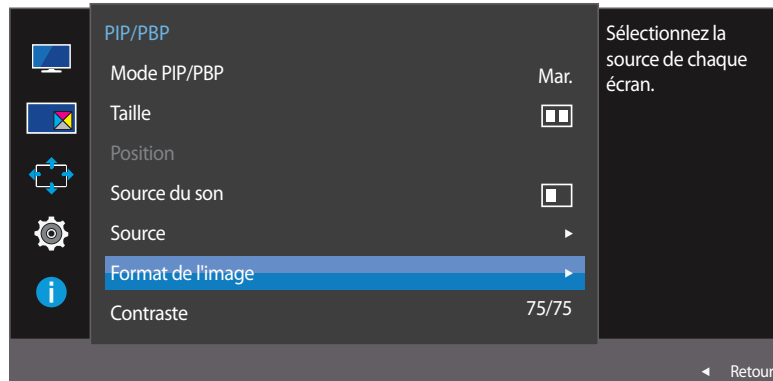 PIP/PBP
Mode PIP/PBP Mar.
Taille
Position
Source du son
Source
Format de l'image
Contraste 75/75
Sélectionnez la
source de chaque
écran.
Retour